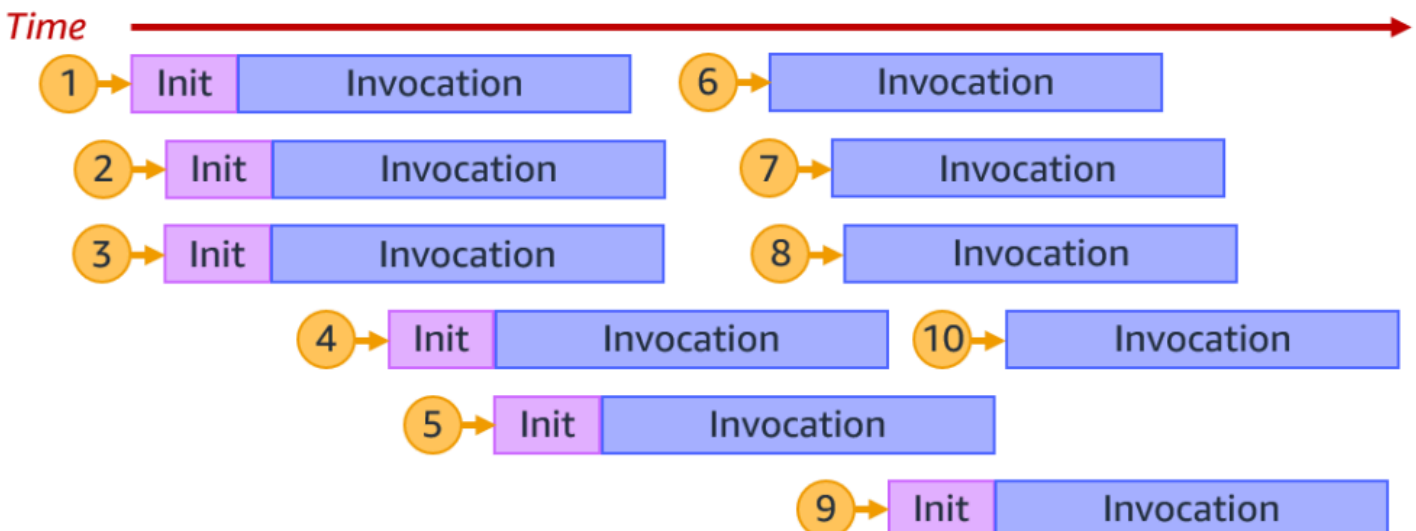 Time
1 Init Invocation 6 Invocation
2 Init Invocation 7 Invocation
3 Init Invocation 8 Invocation
4 Init Invocation 10 Invocation
5 Init Invocation
9 Init Invocation